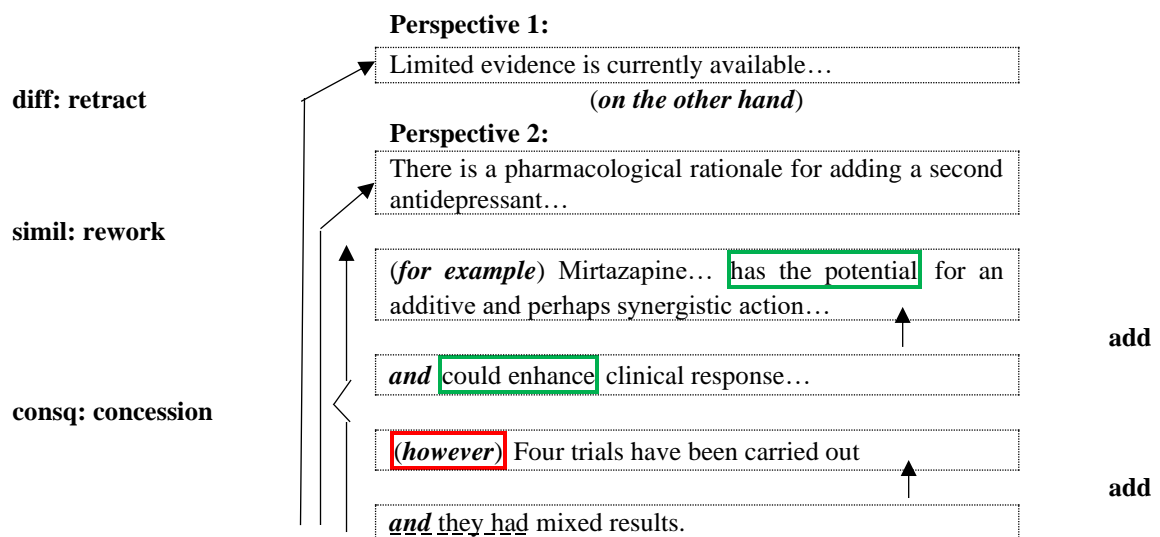 Perspective 1:
Limited evidence is currently available…
diff: retract
(on the other hand)
Perspective 2:
There is a pharmacological rationale for adding a second
antidepressant…
simil: rework
(for example) Mirtazapine… has the potential for an
additive and perhaps synergistic action…
add
and could enhance clinical response…
consq: concession
(however) Four trials have been carried out
add
and they had mixed results.